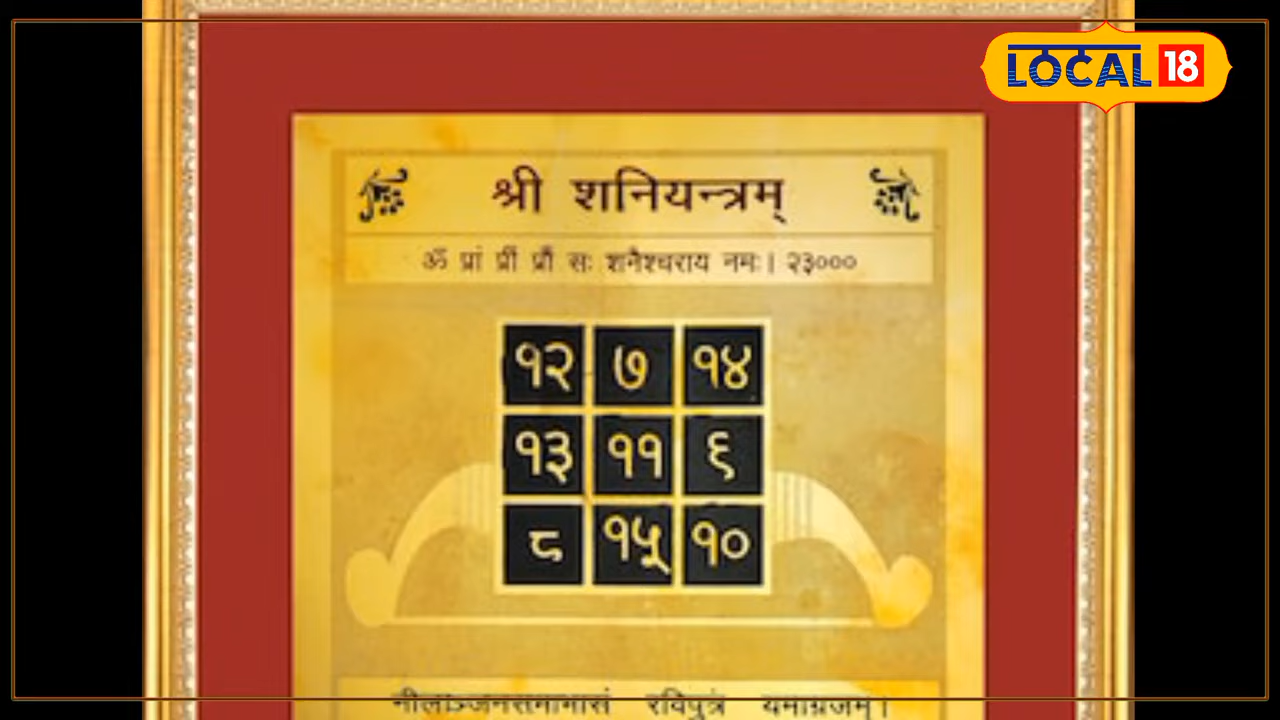 LOCAL 18
श्री शनियन्त्रम्
ॐ प्रां प्रीं प्रौं सः शनैश्चराय नमः। २३०००
१२ ७ १४
१३ ११ ६
८ १५ १०
नीलाञ्जनसमाभासं रविपुत्रं यमाग्रजम्।